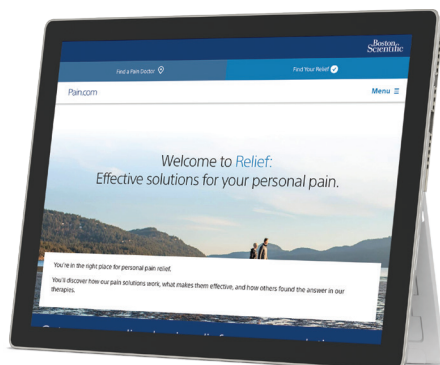 Boston
Scientific
Find a Pain Doctor
Find Your Relief
Pain.com
Menu
Welcome to Relief:
Effective solutions for your personal pain.
You're in the right place for personal pain relief.
You'll discover how our pain solutions work, what makes them effective, and how others found the answer in our
therapies.